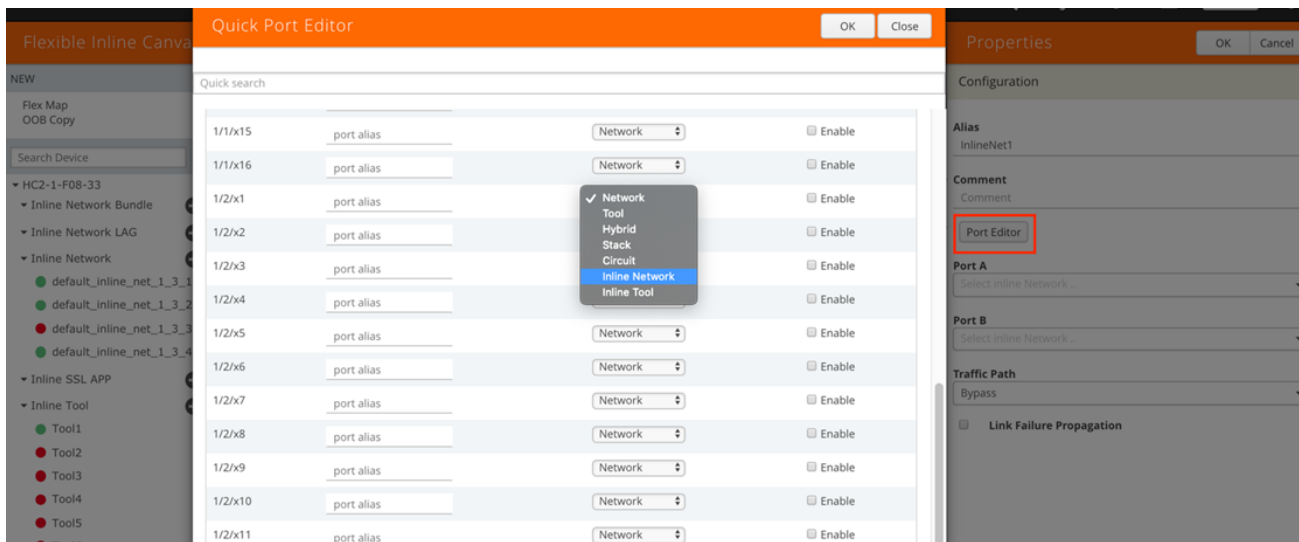 Flexible Inline Canva
NEW
Flex Map
OOB Copy
Search Device
HC2-1-F08-33
Inline Network Bundle
Inline Network LAG
Inline Network
default_inline_net_1_3_1
default_inline_net_1_3_2
default_inline_net_1_3_3
default_inline_net_1_3_4
Inline SSL APP
Inline Tool
Tool1
Tool2
Tool3
Tool4
Tool5
Quick Port Editor
OK Close
Quick search
1/1/x15 port alias Network Enable
1/1/x16 port alias Network Enable
1/2/x1 port alias Enable
1/2/x2 port alias Enable
1/2/x3 port alias Enable
1/2/x4 port alias Enable
Network
Tool
Hybrid
Stack
Circuit
Inline Network
Inline Tool
1/2/x5 port alias Network Enable
1/2/x6 port alias Network Enable
1/2/x7 port alias Network Enable
1/2/x8 port alias Network Enable
1/2/x9 port alias Network Enable
1/2/x10 port alias Network Enable
1/2/x11 port alias Network Enable
Properties
OK Cancel
Configuration
Alias
InlineNet1
Comment
Comment
Port Editor
Port A
Select inline Network ..
Port B
Select inline Network ..
Traffic Path
Bypass
Link Failure Propagation